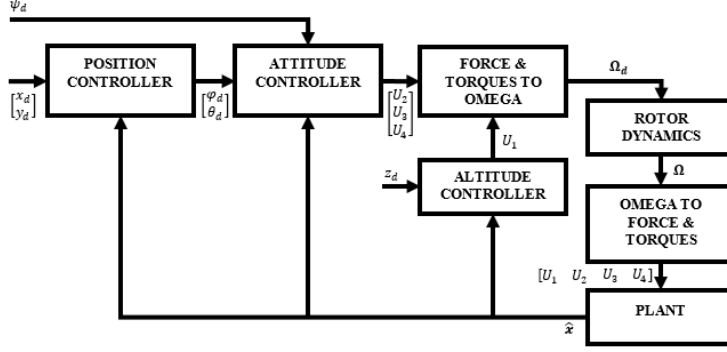 ψ_d
POSITION
CONTROLLER
ATTITUDE
CONTROLLER
FORCE &
TORQUES TO
OMEGA
Ω_d
[x_d
y_d]
[φ_d
θ_d]
[U_2
U_3
U_4]
ROTOR
DYNAMICS
U_1
Ω
z_d
ALTITUDE
CONTROLLER
OMEGA TO
FORCE &
TORQUES
[U_1 U_2 U_3 U_4]
PLANT
x̂